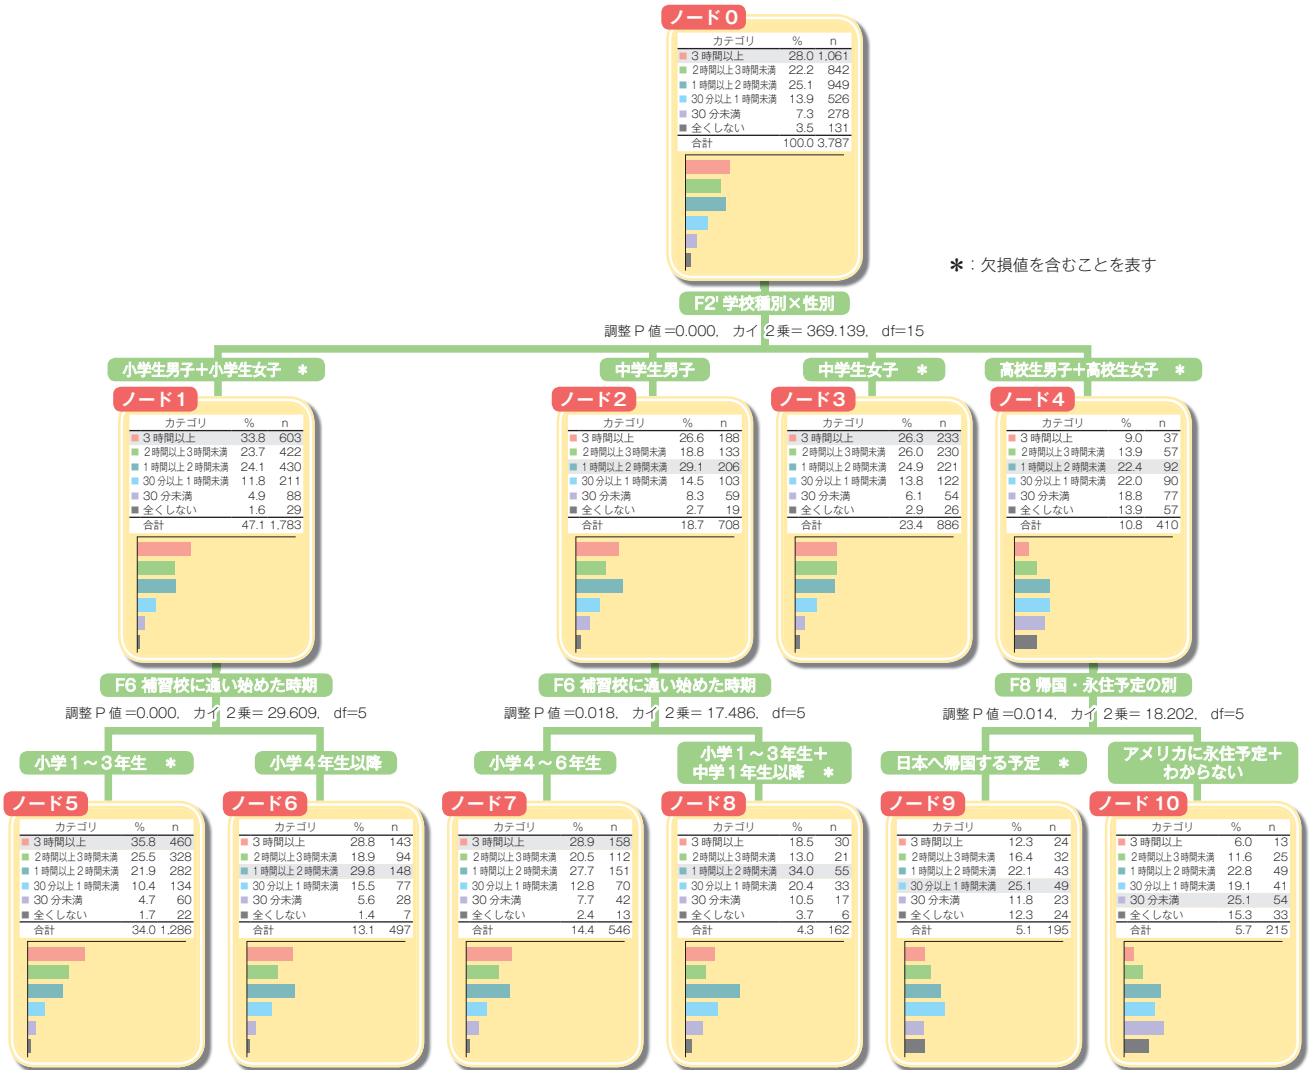 ノード 0
カテゴリ % n
3 時間以上 28.0 1,061
2時間以上3時間未満 22.2 842
1時間以上2時間未満 25.1 949
30分以上1時間未満 13.9 526
30 分未満 7.3 278
全くしない 3.5 131
合計 100.0 3,787
＊：欠損値を含むことを表す
F2' 学校種別×性別
調整 P 値 =0.000, カイ 2乗= 369.139, df=15
小学生男子＋小学生女子 ＊
中学生男子
中学生女子 ＊
高校生男子＋高校生女子 ＊
ノード1
カテゴリ % n
3 時間以上 33.8 603
2時間以上3時間未満 23.7 422
1時間以上2時間未満 24.1 430
30分以上1時間未満 11.8 211
30 分未満 4.9 88
全くしない 1.6 29
合計 47.1 1,783
ノード2
カテゴリ % n
3 時間以上 26.6 188
2時間以上3時間未満 18.8 133
1時間以上2時間未満 29.1 206
30分以上1時間未満 14.5 103
30 分未満 8.3 59
全くしない 2.7 19
合計 18.7 708
ノード3
カテゴリ % n
3 時間以上 26.3 233
2時間以上3時間未満 26.0 230
1時間以上2時間未満 24.9 221
30分以上1時間未満 13.8 122
30 分未満 6.1 54
全くしない 2.9 26
合計 23.4 886
ノード4
カテゴリ % n
3 時間以上 9.0 37
2時間以上3時間未満 13.9 57
1時間以上2時間未満 22.4 92
30分以上1時間未満 22.0 90
30 分未満 18.8 77
全くしない 13.9 57
合計 10.8 410
F6 補習校に通い始めた時期
調整 P 値 =0.000, カイ 2乗= 29.609, df=5
F6 補習校に通い始めた時期
調整 P 値 =0.018, カイ 2乗= 17.486, df=5
F8 帰国・永住予定の別
調整 P 値 =0.014, カイ 2乗= 18.202, df=5
小学1～3年生 ＊
小学4年生以降
小学4～6年生
小学1～3年生＋
中学1年生以降 ＊
日本へ帰国する予定 ＊
アメリカに永住予定＋
わからない
ノード5
カテゴリ % n
3 時間以上 35.8 460
2時間以上3時間未満 25.5 328
1時間以上2時間未満 21.9 282
30分以上1時間未満 10.4 134
30 分未満 4.7 60
全くしない 1.7 22
合計 34.0 1,286
ノード6
カテゴリ % n
3 時間以上 28.8 143
2時間以上3時間未満 18.9 94
1時間以上2時間未満 29.8 148
30分以上1時間未満 15.5 77
30 分未満 5.6 28
全くしない 1.4 7
合計 13.1 497
ノード7
カテゴリ % n
3 時間以上 28.9 158
2時間以上3時間未満 20.5 112
1時間以上2時間未満 27.7 151
30分以上1時間未満 12.8 70
30 分未満 7.7 42
全くしない 2.4 13
合計 14.4 546
ノード8
カテゴリ % n
3 時間以上 18.5 30
2時間以上3時間未満 13.0 21
1時間以上2時間未満 34.0 55
30分以上1時間未満 20.4 33
30 分未満 10.5 17
全くしない 3.7 6
合計 4.3 162
ノード9
カテゴリ % n
3 時間以上 12.3 24
2時間以上3時間未満 16.4 32
1時間以上2時間未満 22.1 43
30分以上1時間未満 25.1 49
30 分未満 11.8 23
全くしない 12.3 24
合計 5.1 195
ノード 10
カテゴリ % n
3 時間以上 6.0 13
2時間以上3時間未満 11.6 25
1時間以上2時間未満 22.8 49
30分以上1時間未満 19.1 41
30 分未満 25.1 54
全くしない 15.3 33
合計 5.7 215